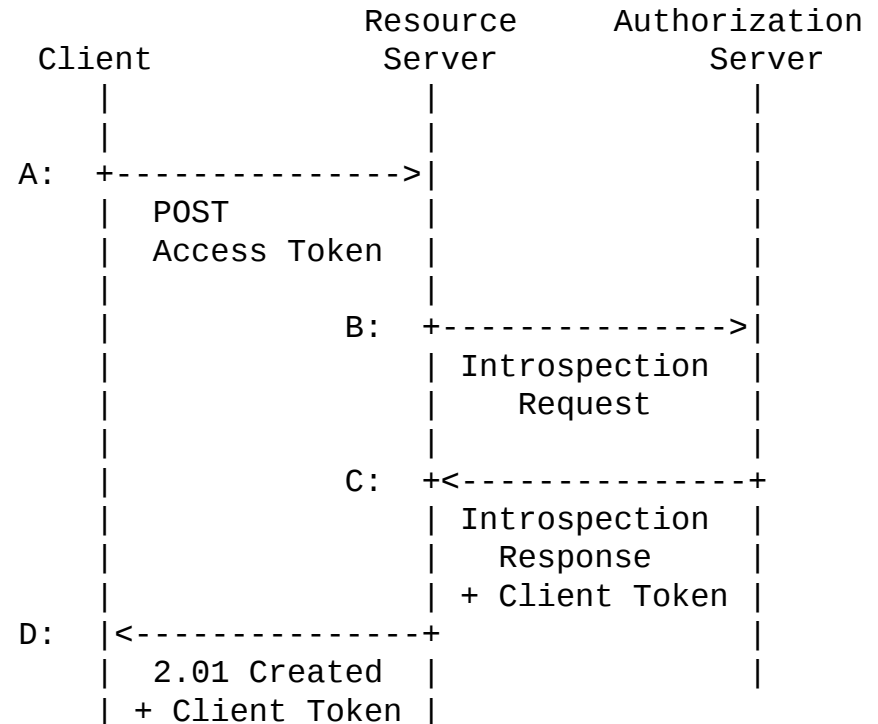 Resource Authorization
Client Server Server
A:
POST
Access Token
B:
Introspection
Request
C:
Introspection
Response
+ Client Token
D:
2.01 Created
+ Client Token